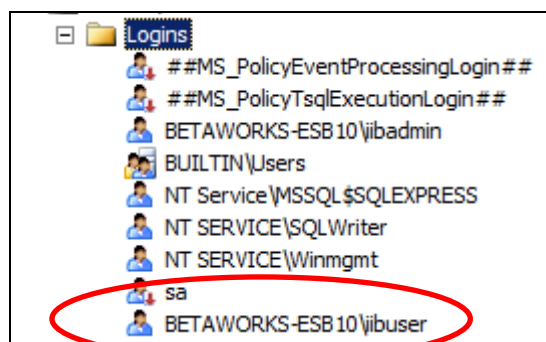 Logins
##MS_PolicyEventProcessingLogin##
##MS_PolicyTsqlExecutionLogin##
BETAWORKS-ESB10\iibadmin
BUILTIN\Users
NT Service\MSSQL$SQLEXPRESS
NT SERVICE\SQLWriter
NT SERVICE\Winmgmt
sa
BETAWORKS-ESB10\iibuser